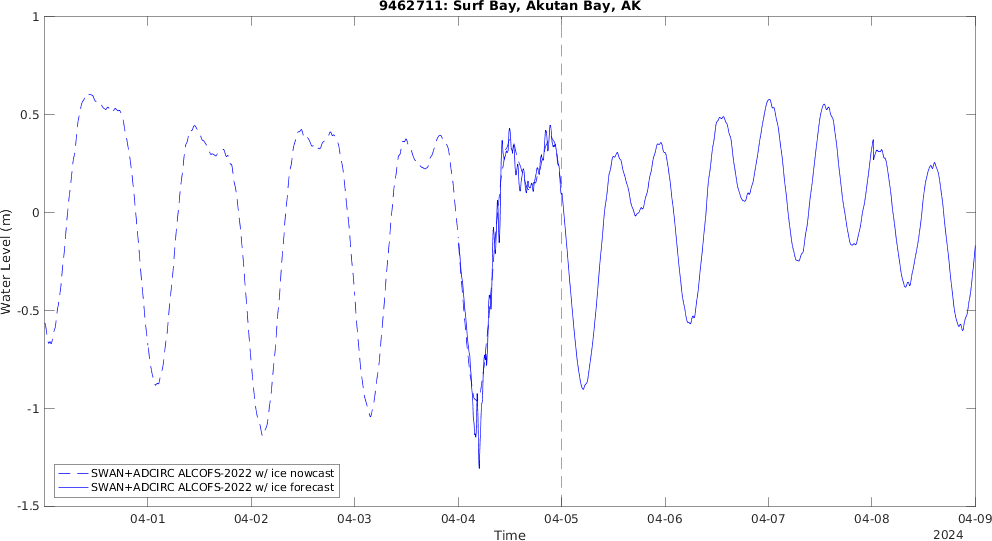 9462711: Surf Bay, Akutan Bay, AK
1
0.5
0
-0.5
-1
-1.5
Water Level (m)
SWAN+ADCIRC ALCOFS-2022 w/ ice nowcast
SWAN+ADCIRC ALCOFS-2022 w/ ice forecast
04-01 04-02 04-03 04-04 04-05 04-06 04-07 04-08 04-09
Time
2024